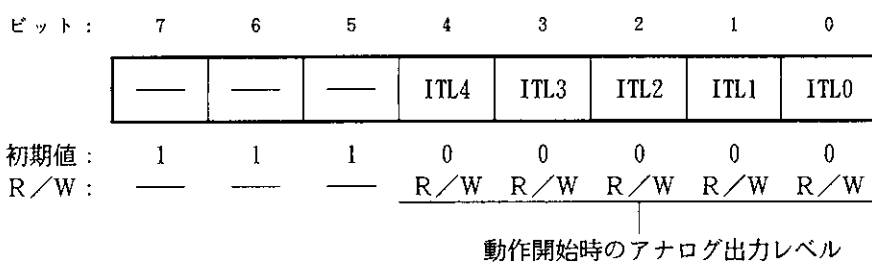 ビット： 7 6 5 4 3 2 1 0
— — — ITL4 ITL3 ITL2 ITL1 ITL0
初期値： 1 1 1 0 0 0 0 0
R／W： — — — R／W R／W R／W R／W R／W
動作開始時のアナログ出力レベル